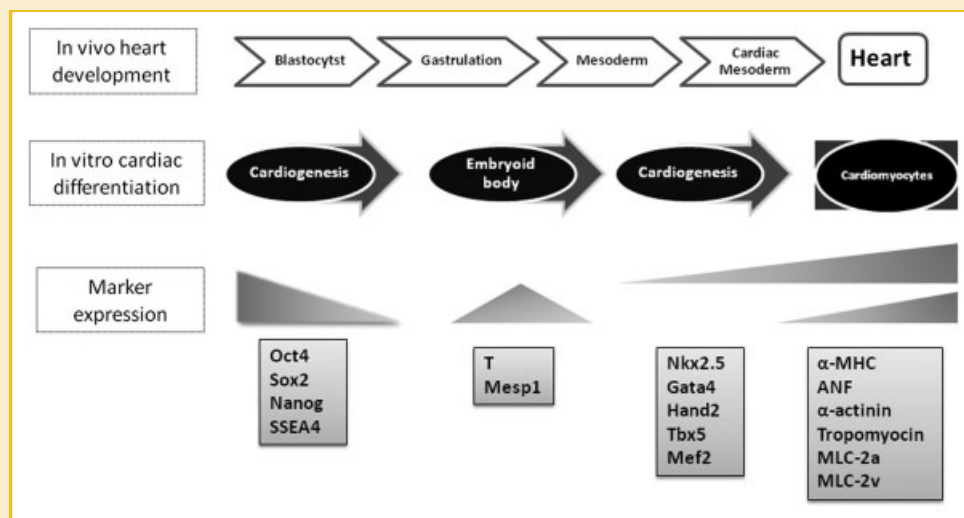 In vivo heart
development
Blastocytst
Gastrulation
Mesoderm
Cardiac
Mesoderm
Heart
In vitro cardiac
differentiation
Cardiogenesis
Embryoid
body
Cardiogenesis
Cardiomyocytes
Marker
expression
Oct4
Sox2
Nanog
SSEA4
T
Mesp1
Nkx2.5
Gata4
Hand2
Tbx5
Mef2
α-MHC
ANF
α-actinin
Tropomyocin
MLC-2a
MLC-2v